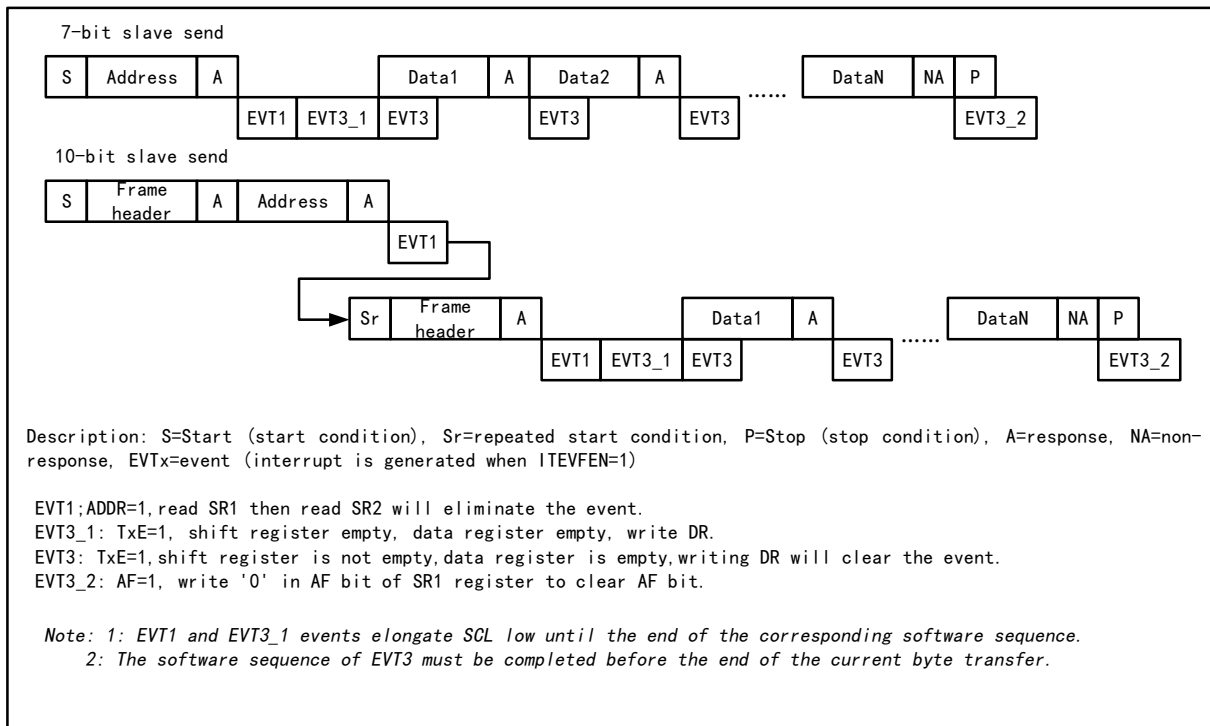 7-bit slave send
S Address A Data1 A Data2 A …… DataN NA P
EVT1 EVT3_1 EVT3 EVT3 EVT3 EVT3_2
10-bit slave send
S Frame header A Address A
EVT1
Sr Frame header A Data1 A …… DataN NA P
EVT1 EVT3_1 EVT3 EVT3 EVT3_2
Description: S=Start (start condition), Sr=repeated start condition, P=Stop (stop condition), A=response, NA=non-
response, EVTx=event (interrupt is generated when ITEVFEN=1)
EVT1;ADDR=1,read SR1 then read SR2 will eliminate the event.
EVT3_1: TxE=1, shift register empty, data register empty, write DR.
EVT3: TxE=1,shift register is not empty,data register is empty,writing DR will clear the event.
EVT3_2: AF=1, write '0' in AF bit of SR1 register to clear AF bit.
Note: 1: EVT1 and EVT3_1 events elongate SCL low until the end of the corresponding software sequence.
2: The software sequence of EVT3 must be completed before the end of the current byte transfer.